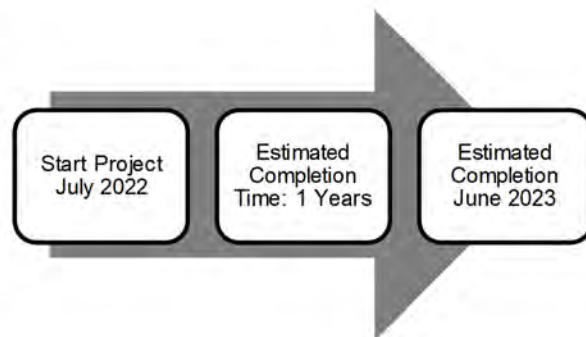 Start Project
July 2022
Estimated
Completion
Time: 1 Years
Estimated
Completion
June 2023